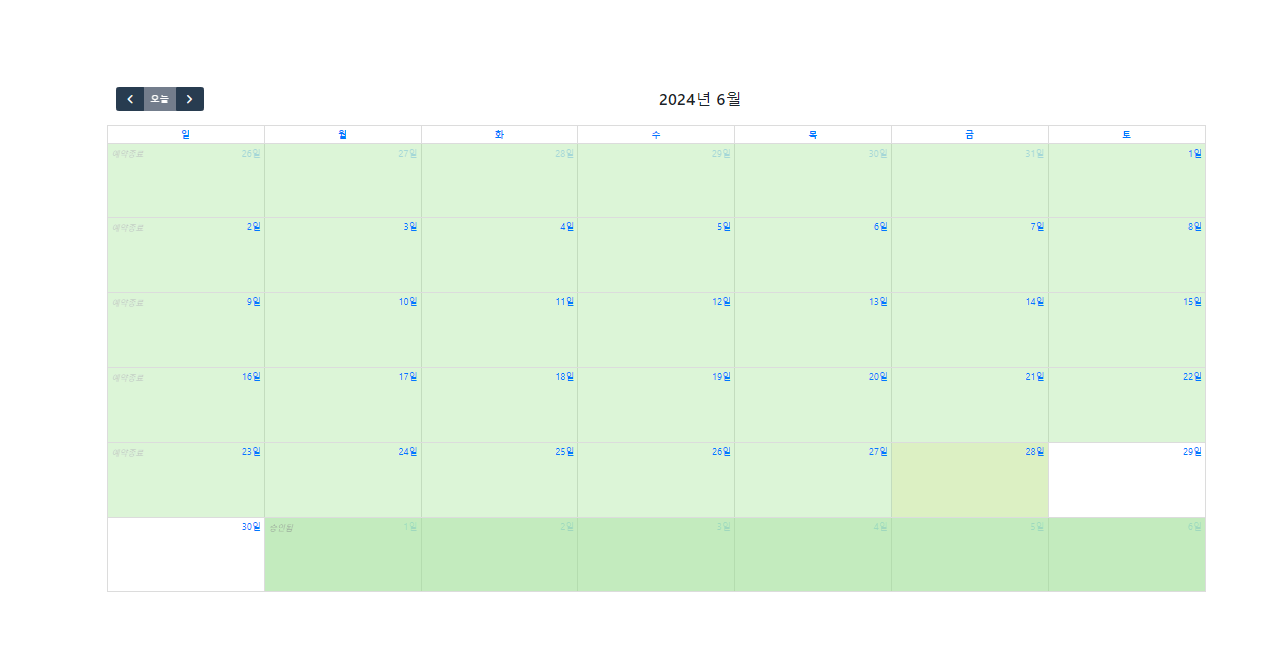 오늘
2024년 6월
일 월 화 수 목 금 토
예약종료 26일 27일 28일 29일 30일 31일 1일
예약종료 2일 3일 4일 5일 6일 7일 8일
예약종료 9일 10일 11일 12일 13일 14일 15일
예약종료 16일 17일 18일 19일 20일 21일 22일
예약종료 23일 24일 25일 26일 27일 28일 29일
30일 승인됨 1일 2일 3일 4일 5일 6일